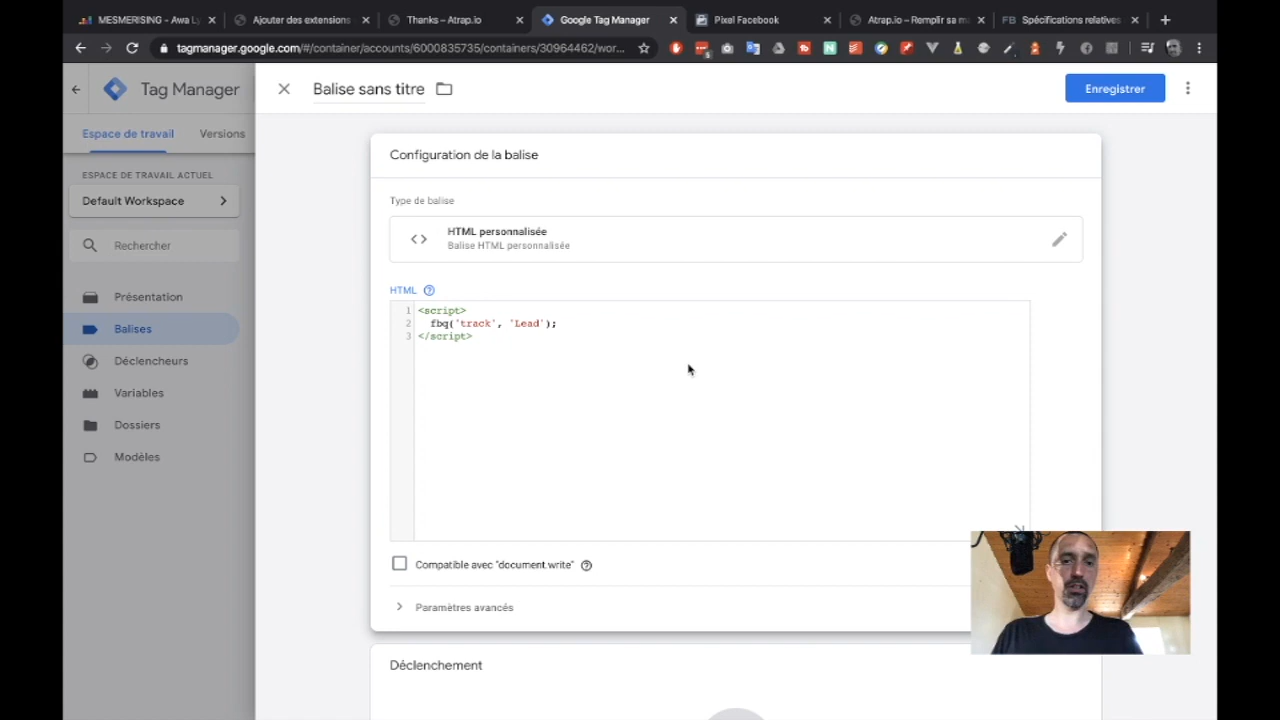 MESMERISING - Awa Ly
Ajouter des extensions
Thanks – Atrap.io
Google Tag Manager
Pixel Facebook
Atrap.io – Remplir sa m
FB Spécifications relatives
tagmanager.google.com/#/container/accounts/6000835735/containers/30964462/wor...
Tag Manager
Balise sans titre
Enregistrer
Espace de travail
Versions
Configuration de la balise
ESPACE DE TRAVAIL ACTUEL
Default Workspace
Type de balise
HTML personnalisée
Balise HTML personnalisée
Rechercher
HTML
Présentation
Balises
Déclencheurs
Variables
Dossiers
Modèles
1 <script>
2 fbq('track', 'Lead');
3 </script>
Compatible avec "document.write"
Paramètres avancés
Déclenchement